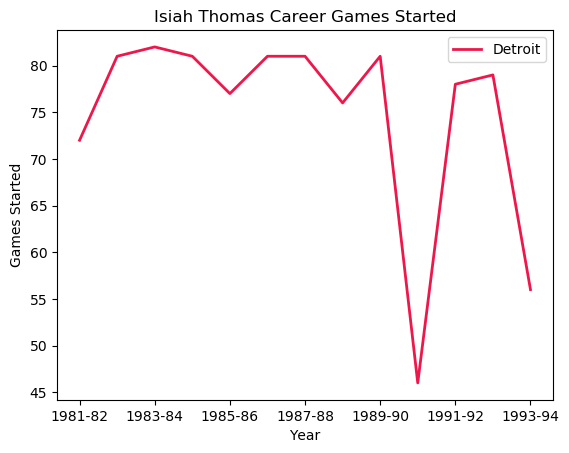 Isiah Thomas Career Games Started
Detroit
Games Started
80
75
70
65
60
55
50
45
1981-82 1983-84 1985-86 1987-88 1989-90 1991-92 1993-94
Year